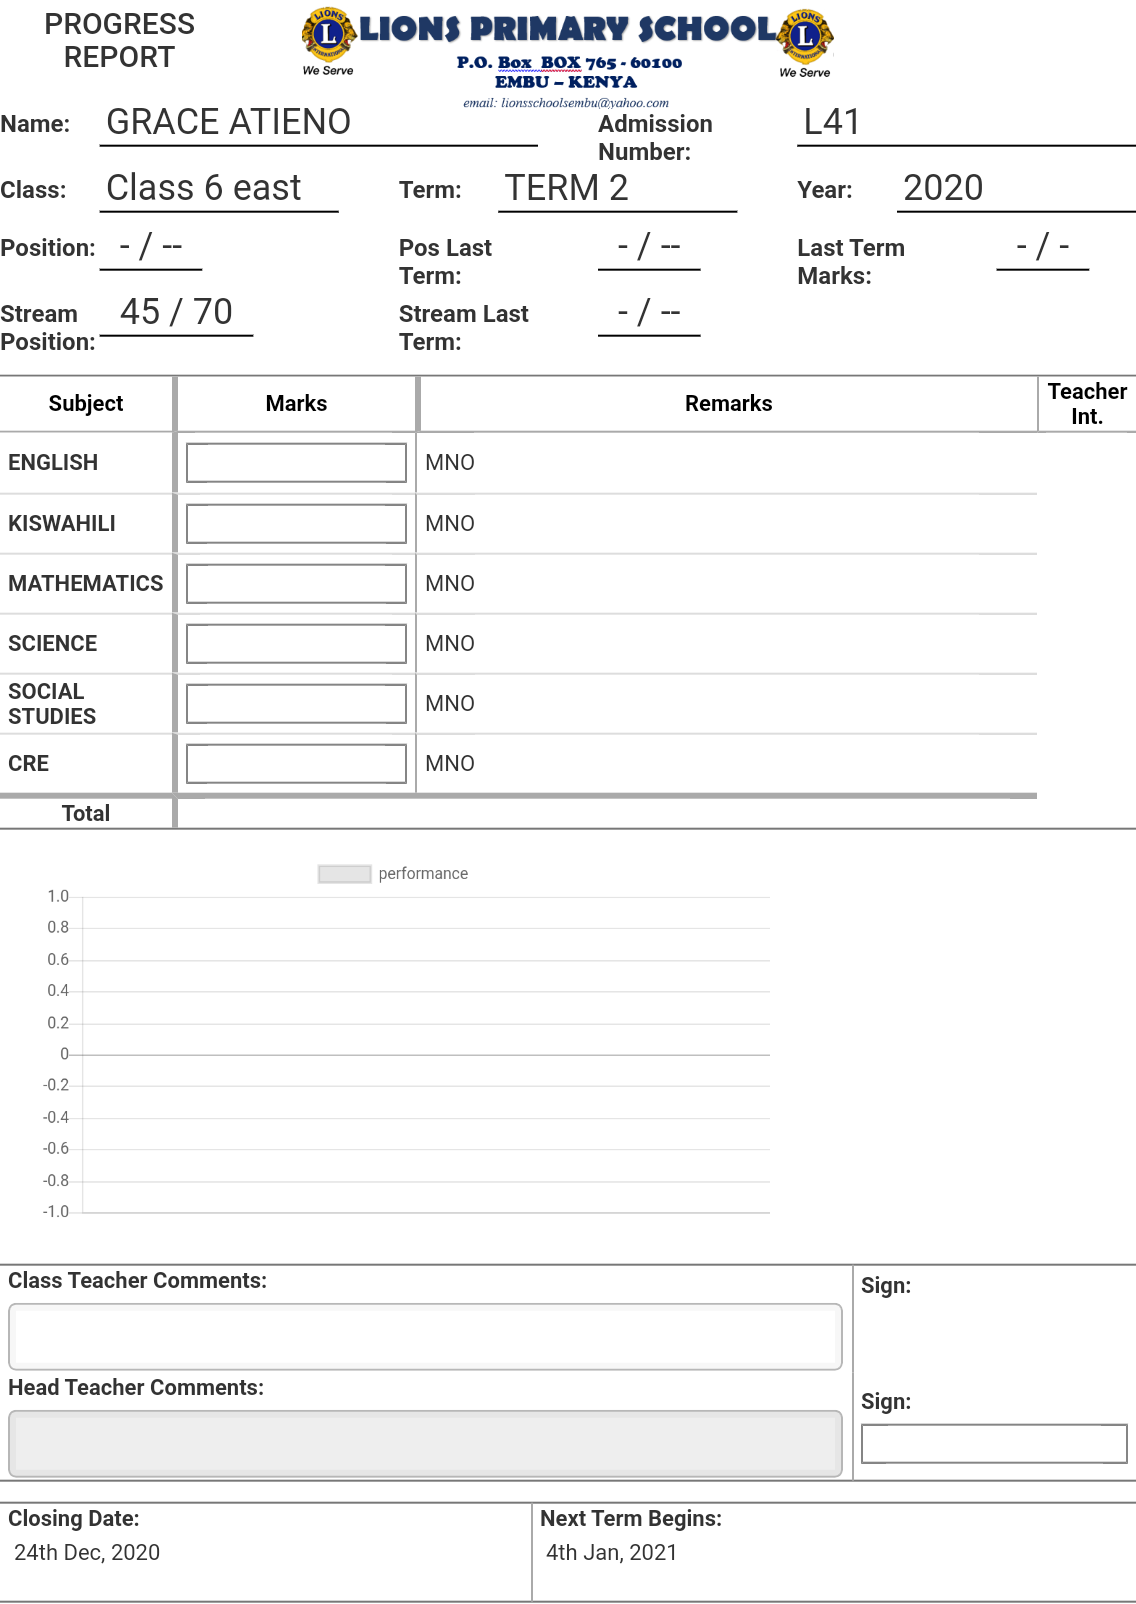 PROGRESS
REPORT
LIONS PRIMARY SCHOOL
We Serve
We Serve
P.O. Box BOX 765 - 60100
EMBU – KENYA
email: lionsschoolsembu@yahoo.com
Name: GRACE ATIENO Admission Number: L41
Class: Class 6 east Term: TERM 2 Year: 2020
Position: - / -- Pos Last Term: - / -- Last Term Marks: - / -
Stream Position: 45 / 70 Stream Last Term: - / --
Subject Marks Remarks Teacher Int.
ENGLISH MNO
KISWAHILI MNO
MATHEMATICS MNO
SCIENCE MNO
SOCIAL STUDIES MNO
CRE MNO
Total
performance
1.0
0.8
0.6
0.4
0.2
0
-0.2
-0.4
-0.6
-0.8
-1.0
Class Teacher Comments: Sign:
Head Teacher Comments: Sign:
Closing Date: Next Term Begins:
24th Dec, 2020 4th Jan, 2021